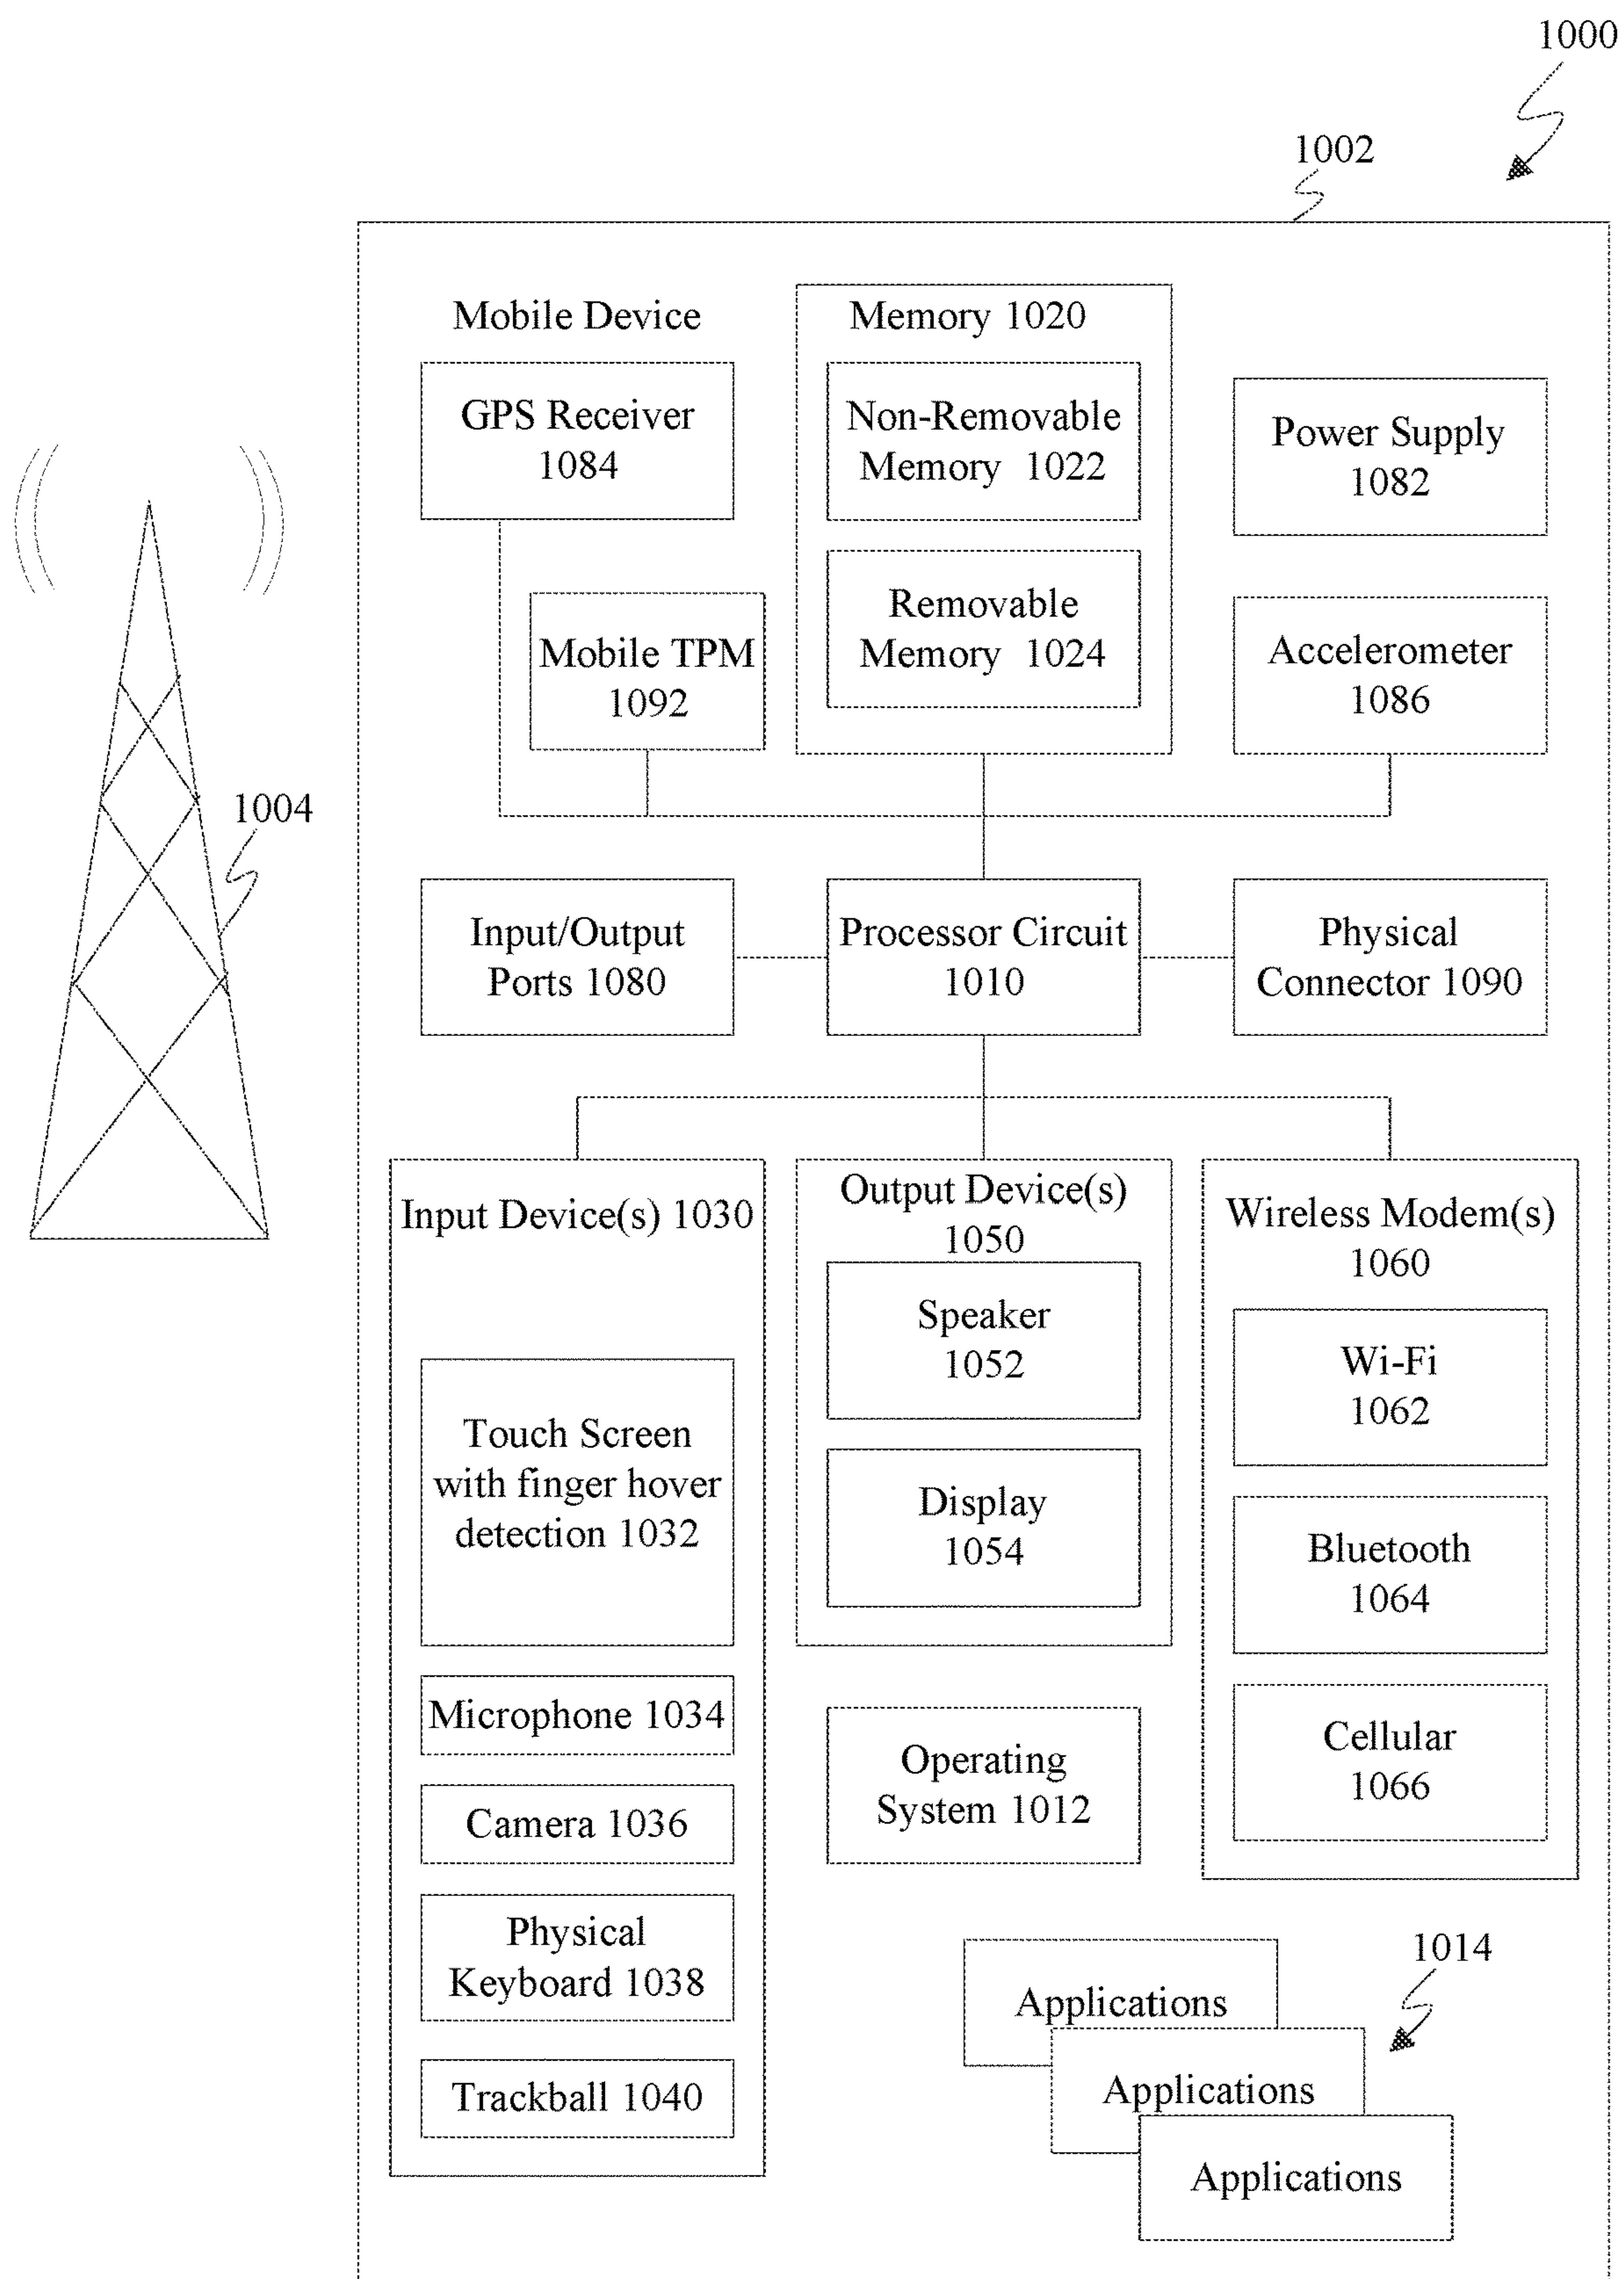 1000
1002
Mobile Device
GPS Receiver
1084
Memory 1020
Non-Removable
Memory 1022
Removable
Memory 1024
Power Supply
1082
Mobile TPM
1092
Accelerometer
1086
1004
Input/Output
Ports 1080
Processor Circuit
1010
Physical
Connector 1090
Input Device(s) 1030
Touch Screen
with finger hover
detection 1032
Microphone 1034
Camera 1036
Physical
Keyboard 1038
Trackball 1040
Output Device(s)
1050
Speaker
1052
Display
1054
Operating
System 1012
Wireless Modem(s)
1060
Wi-Fi
1062
Bluetooth
1064
Cellular
1066
1014
Applications
Applications
Applications